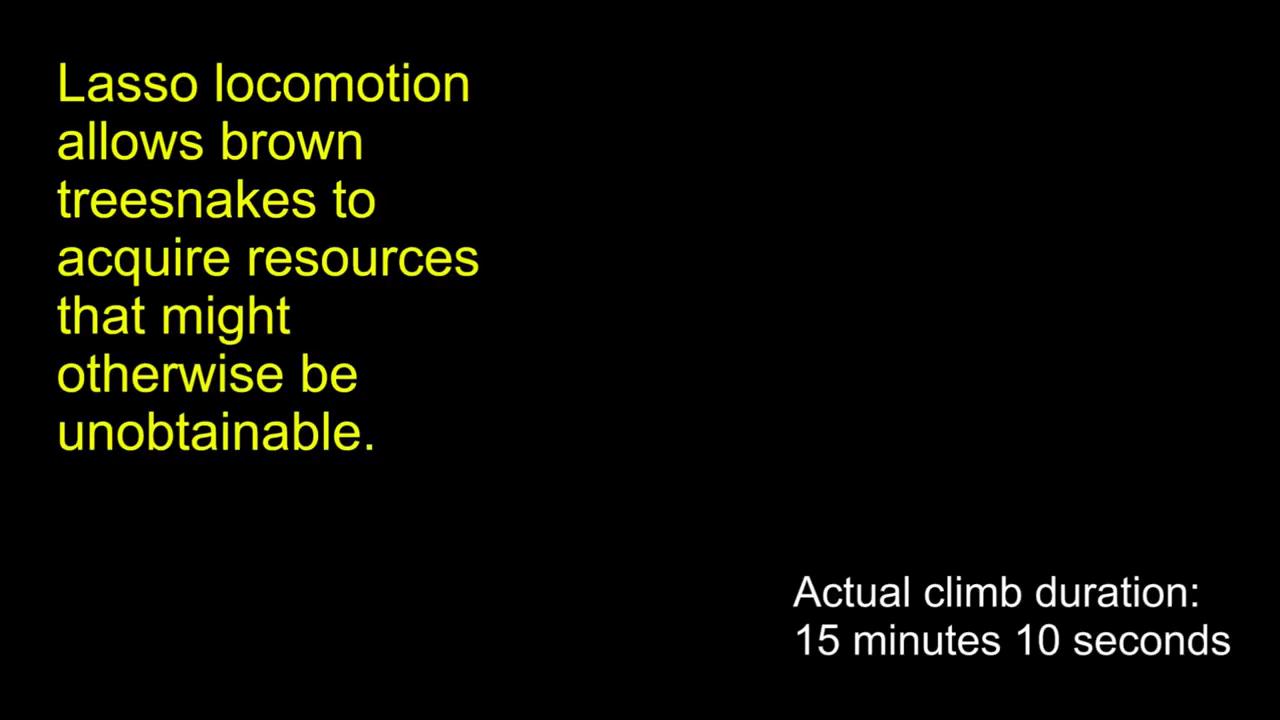 Lasso locomotion
allows brown
treesnakes to
acquire resources
that might
otherwise be
unobtainable.
Actual climb duration:
15 minutes 10 seconds